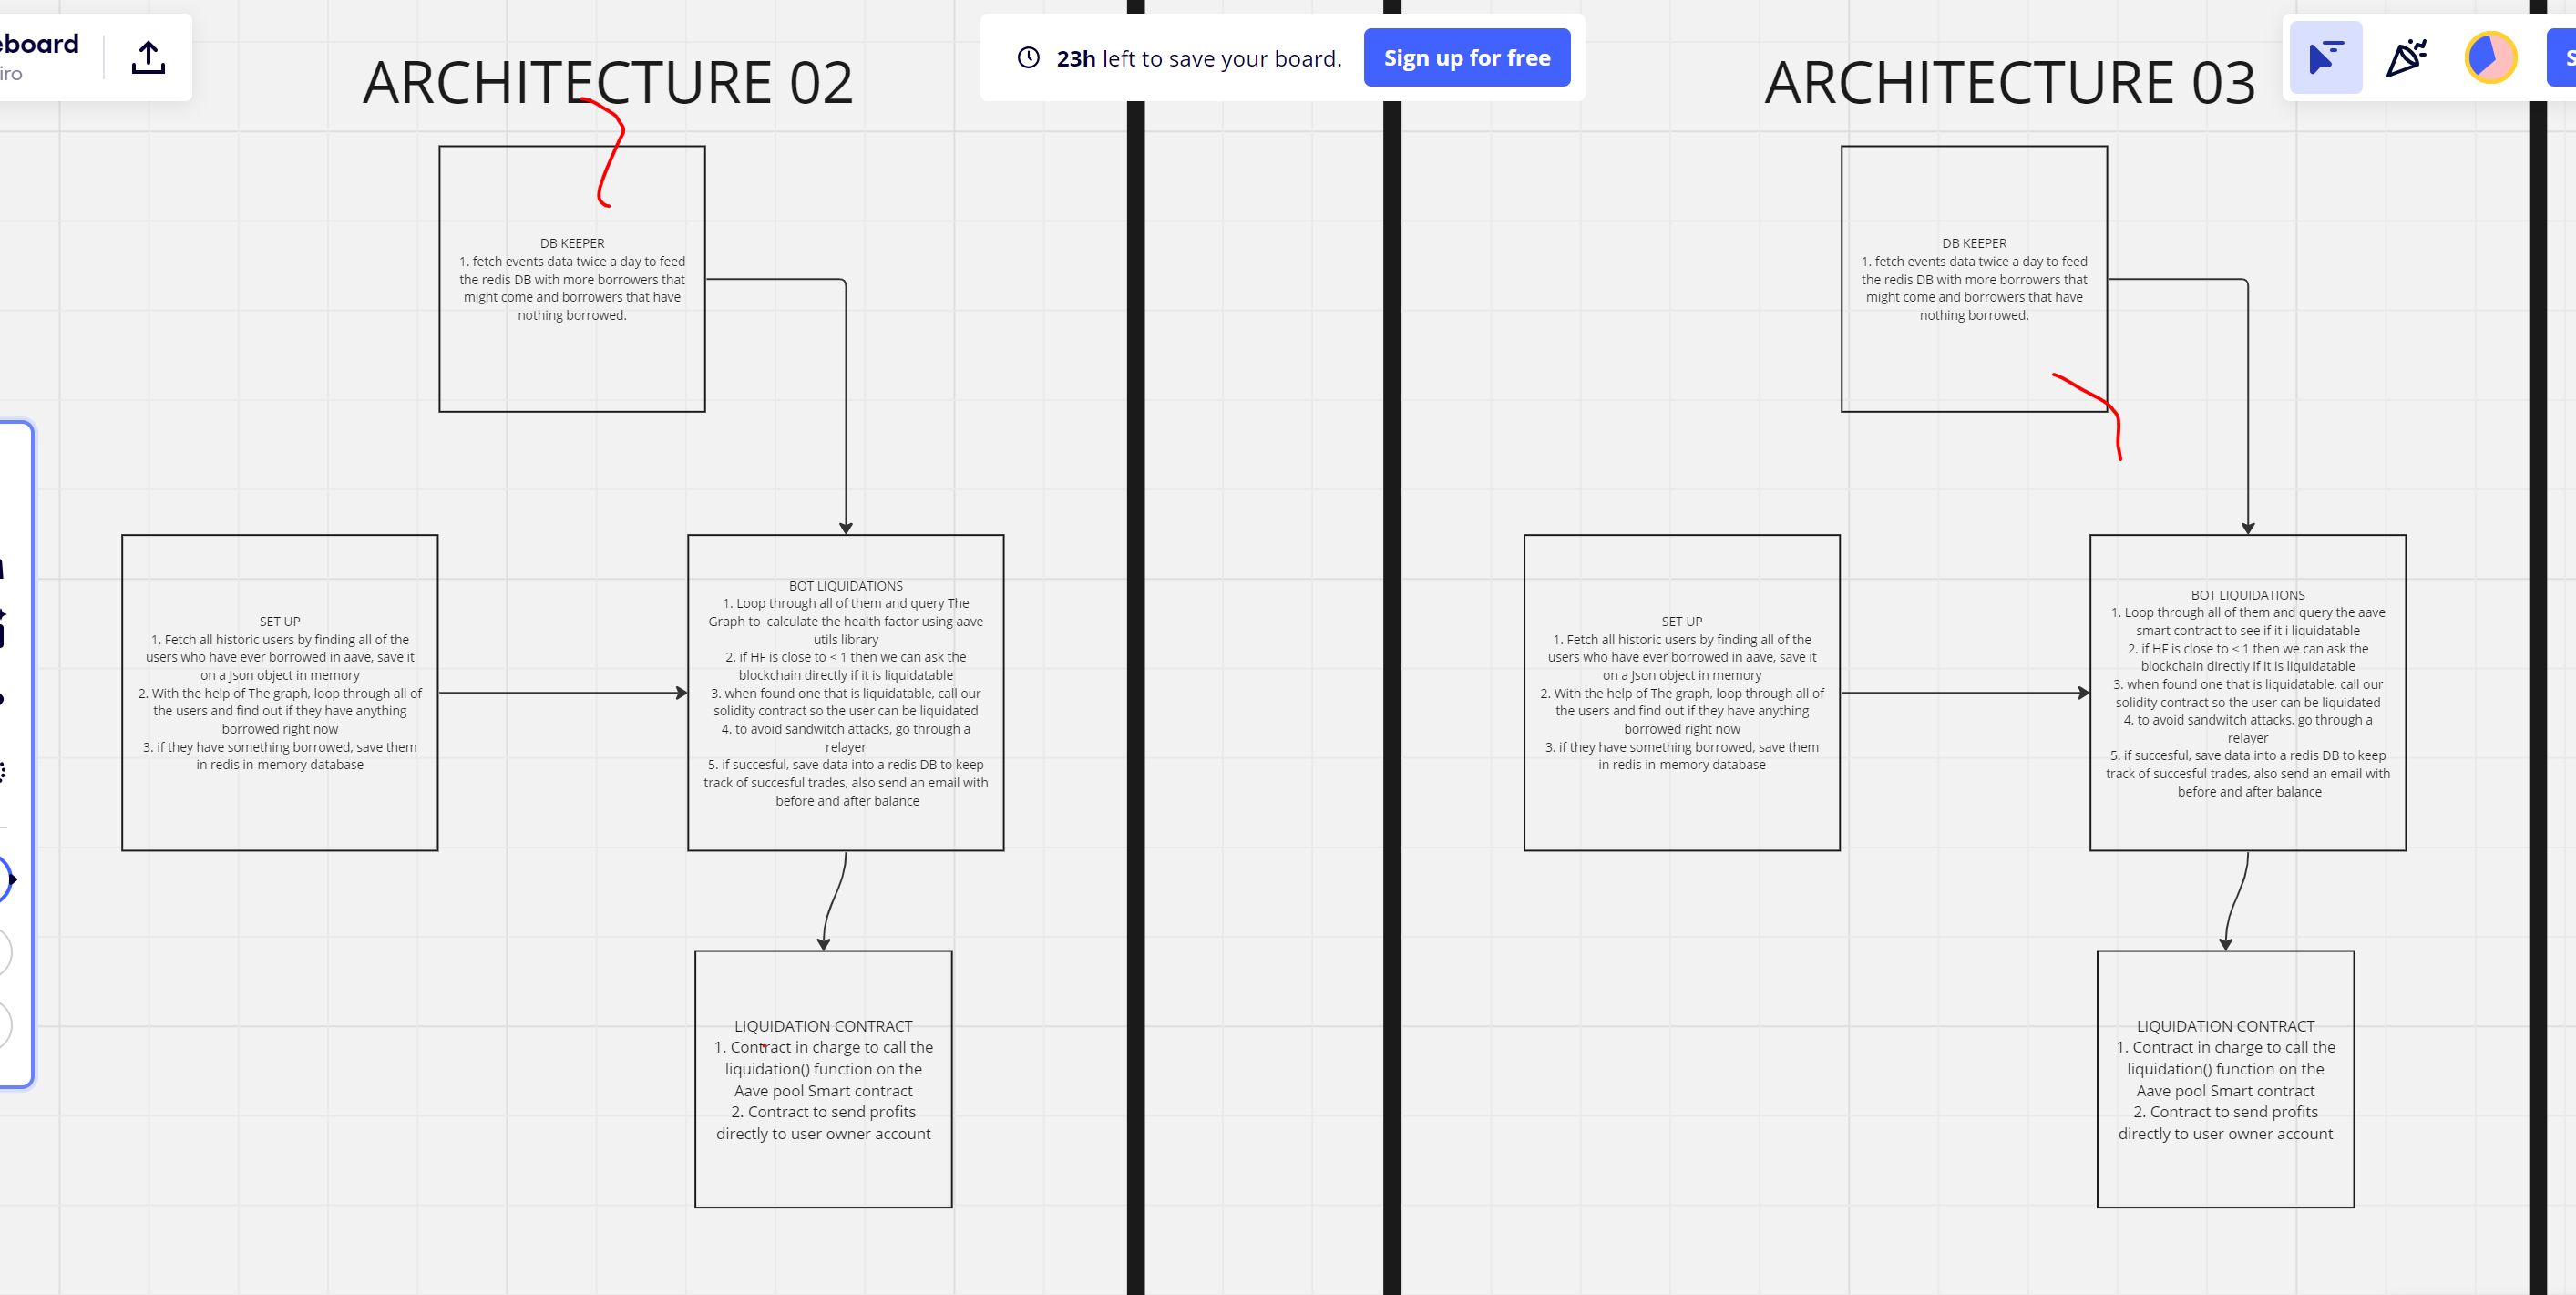 eboard
iro
23h left to save your board.
Sign up for free
S
ARCHITECTURE 02
DB KEEPER
1. fetch events data twice a day to feed
the redis DB with more borrowers that
might come and borrowers that have
nothing borrowed.
SET UP
1. Fetch all historic users by finding all of the
users who have ever borrowed in aave, save it
on a Json object in memory
2. With the help of The graph, loop through all of
the users and find out if they have anything
borrowed right now
3. if they have something borrowed, save them
in redis in-memory database
BOT LIQUIDATIONS
1. Loop through all of them and query The
Graph to calculate the health factor using aave
utils library
2. if HF is close to < 1 then we can ask the
blockchain directly if it is liquidatable
3. when found one that is liquidatable, call our
solidity contract so the user can be liquidated
4. to avoid sandwitch attacks, go through a
relayer
5. if succesful, save data into a redis DB to keep
track of succesful trades, also send an email with
before and after balance
LIQUIDATION CONTRACT
1. Contract in charge to call the
liquidation() function on the
Aave pool Smart contract
2. Contract to send profits
directly to user owner account
ARCHITECTURE 03
DB KEEPER
1. fetch events data twice a day to feed
the redis DB with more borrowers that
might come and borrowers that have
nothing borrowed.
SET UP
1. Fetch all historic users by finding all of the
users who have ever borrowed in aave, save it
on a Json object in memory
2. With the help of The graph, loop through all of
the users and find out if they have anything
borrowed right now
3. if they have something borrowed, save them
in redis in-memory database
BOT LIQUIDATIONS
1. Loop through all of them and query the aave
smart contract to see if it i liquidatable
2. if HF is close to < 1 then we can ask the
blockchain directly if it is liquidatable
3. when found one that is liquidatable, call our
solidity contract so the user can be liquidated
4. to avoid sandwitch attacks, go through a
relayer
5. if succesful, save data into a redis DB to keep
track of succesful trades, also send an email with
before and after balance
LIQUIDATION CONTRACT
1. Contract in charge to call the
liquidation() function on the
Aave pool Smart contract
2. Contract to send profits
directly to user owner account